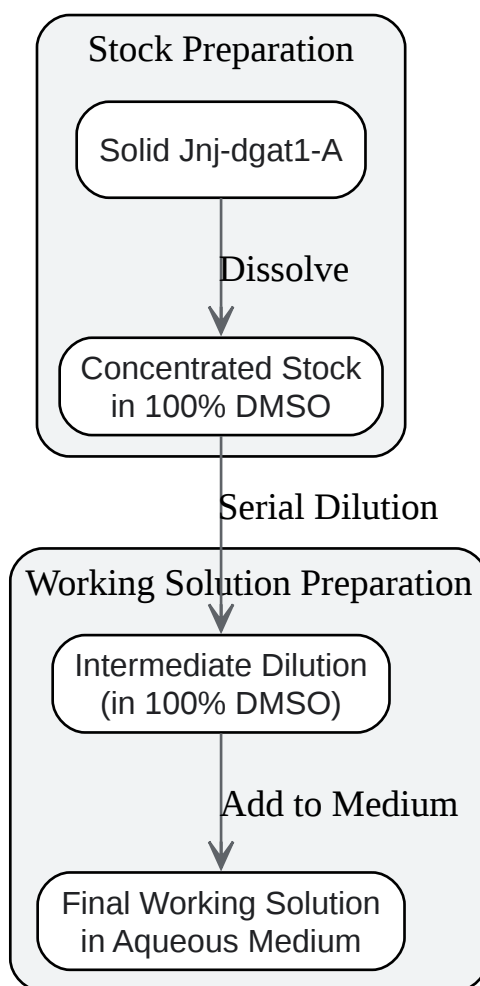 Stock Preparation
Solid Jnj-dgat1-A
Dissolve
Concentrated Stock
in 100% DMSO
Serial Dilution
Working Solution Preparation
Intermediate Dilution
(in 100% DMSO)
Add to Medium
Final Working Solution
in Aqueous Medium